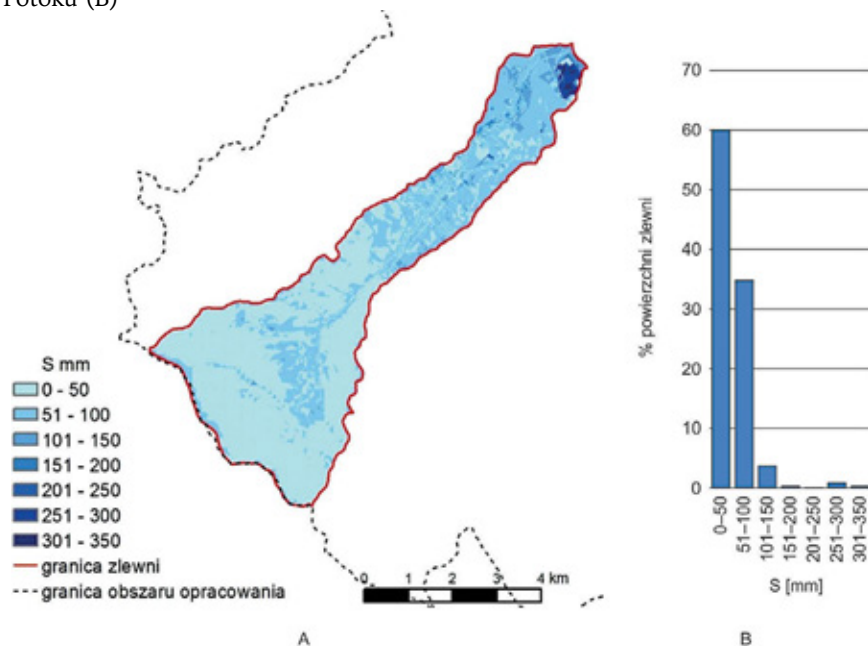 Potoku (B)
S mm
0 - 50
51 - 100
101 - 150
151 - 200
201 - 250
251 - 300
301 - 350
granica zlewni
granica obszaru opracowania
0 1 2 3 4 km
A
% powierzchni zlewni
70
60
50
40
30
20
10
0
0–50
51–100
101–150
151–200
201–250
251–300
301–350
S [mm]
B